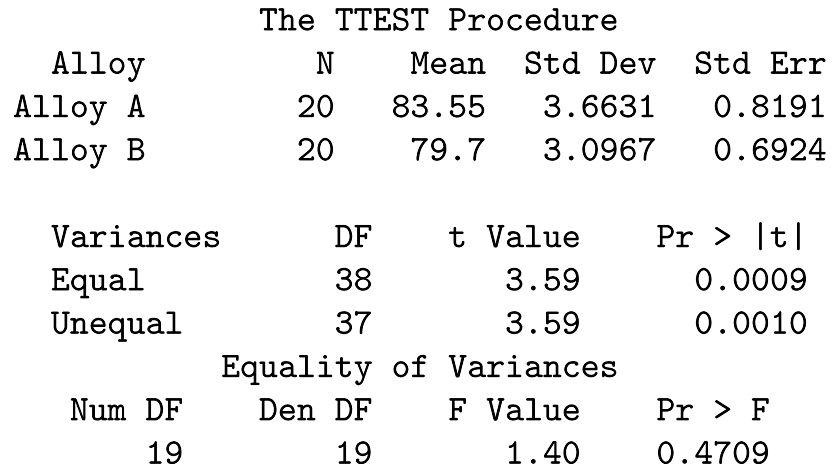 The TTEST Procedure
Alloy N Mean Std Dev Std Err
Alloy A 20 83.55 3.6631 0.8191
Alloy B 20 79.7 3.0967 0.6924
Variances DF t Value Pr > |t|
Equal 38 3.59 0.0009
Unequal 37 3.59 0.0010
Equality of Variances
Num DF Den DF F Value Pr > F
19 19 1.40 0.4709